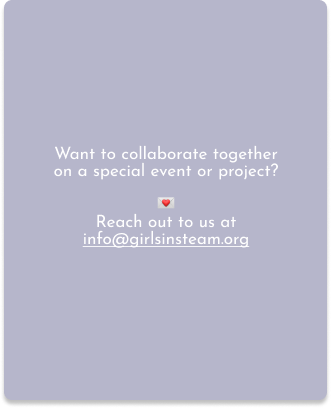 Want to collaborate together
on a special event or project?
💌
Reach out to us at
info@girlsinsteam.org